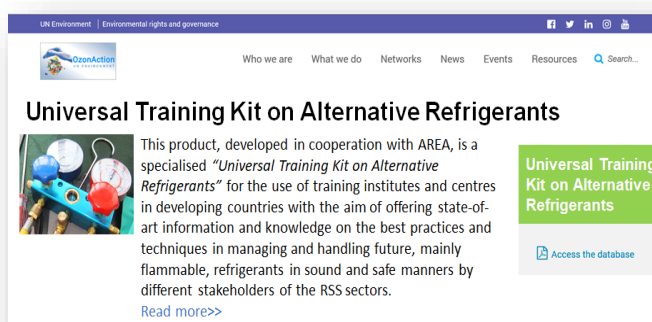 UN Environment | Environmental rights and governance
OzonAction
UN ENVIRONMENT
Who we are What we do Networks News Events Resources Search...
Universal Training Kit on Alternative Refrigerants
This product, developed in cooperation with AREA, is a
specialised “Universal Training Kit on Alternative
Refrigerants” for the use of training institutes and centres
in developing countries with the aim of offering state-of-
art information and knowledge on the best practices and
techniques in managing and handling future, mainly
flammable, refrigerants in sound and safe manners by
different stakeholders of the RSS sectors.
Read more>>
Universal Training
Kit on Alternative
Refrigerants
Access the database